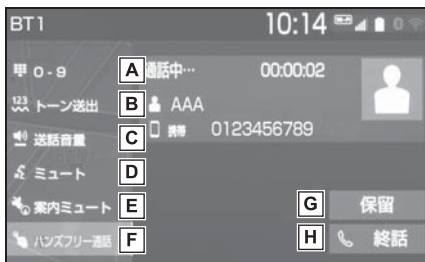 BT1 10:14
0-9 A 通話中… 00:00:02
トーン送出 B AAA
送話音量 C 携帯 0123456789
ミュート D
案内ミュート E G 保留
ハンズフリー通話 F H 終話